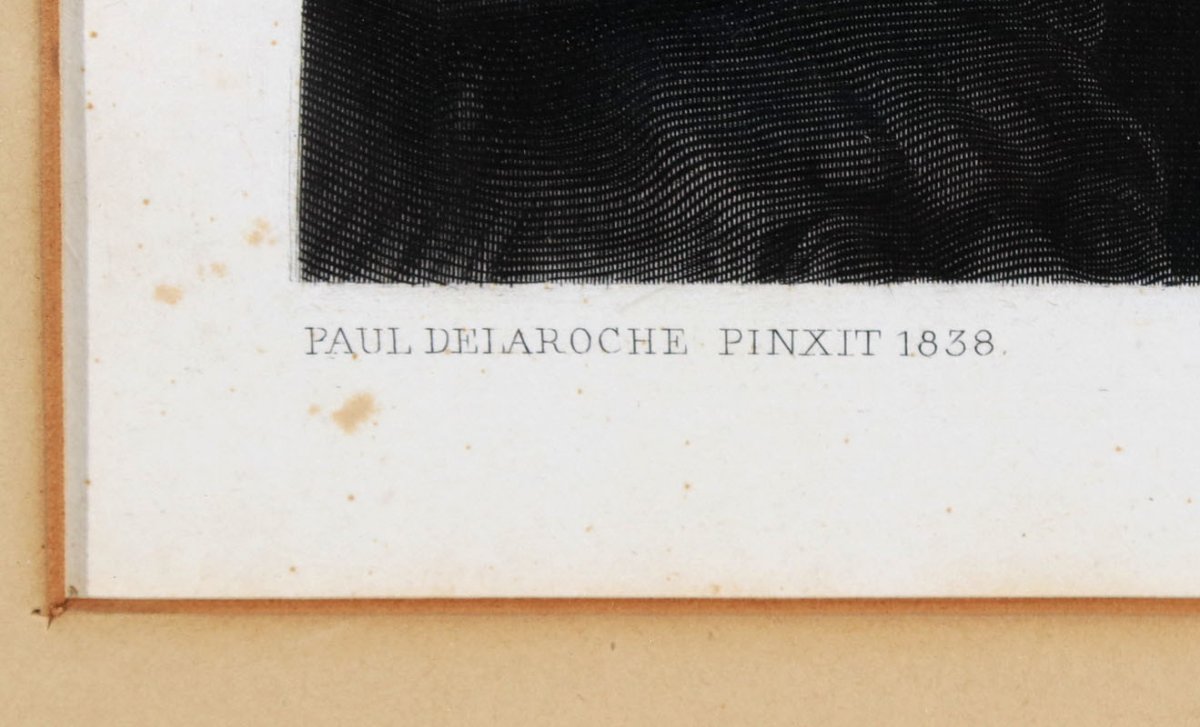 PAUL DELAROCHE PINXIT 1838.